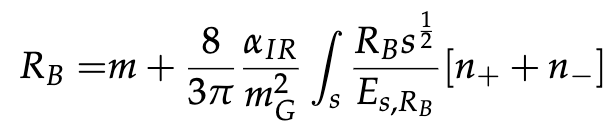 $R_B = m + \frac{8}{3\pi} \frac{\alpha_{IR}}{m_G^2} \int_s \frac{R_B s^{\frac{1}{2}}}{E_{s,R_B}} [n_+ + n_-]$